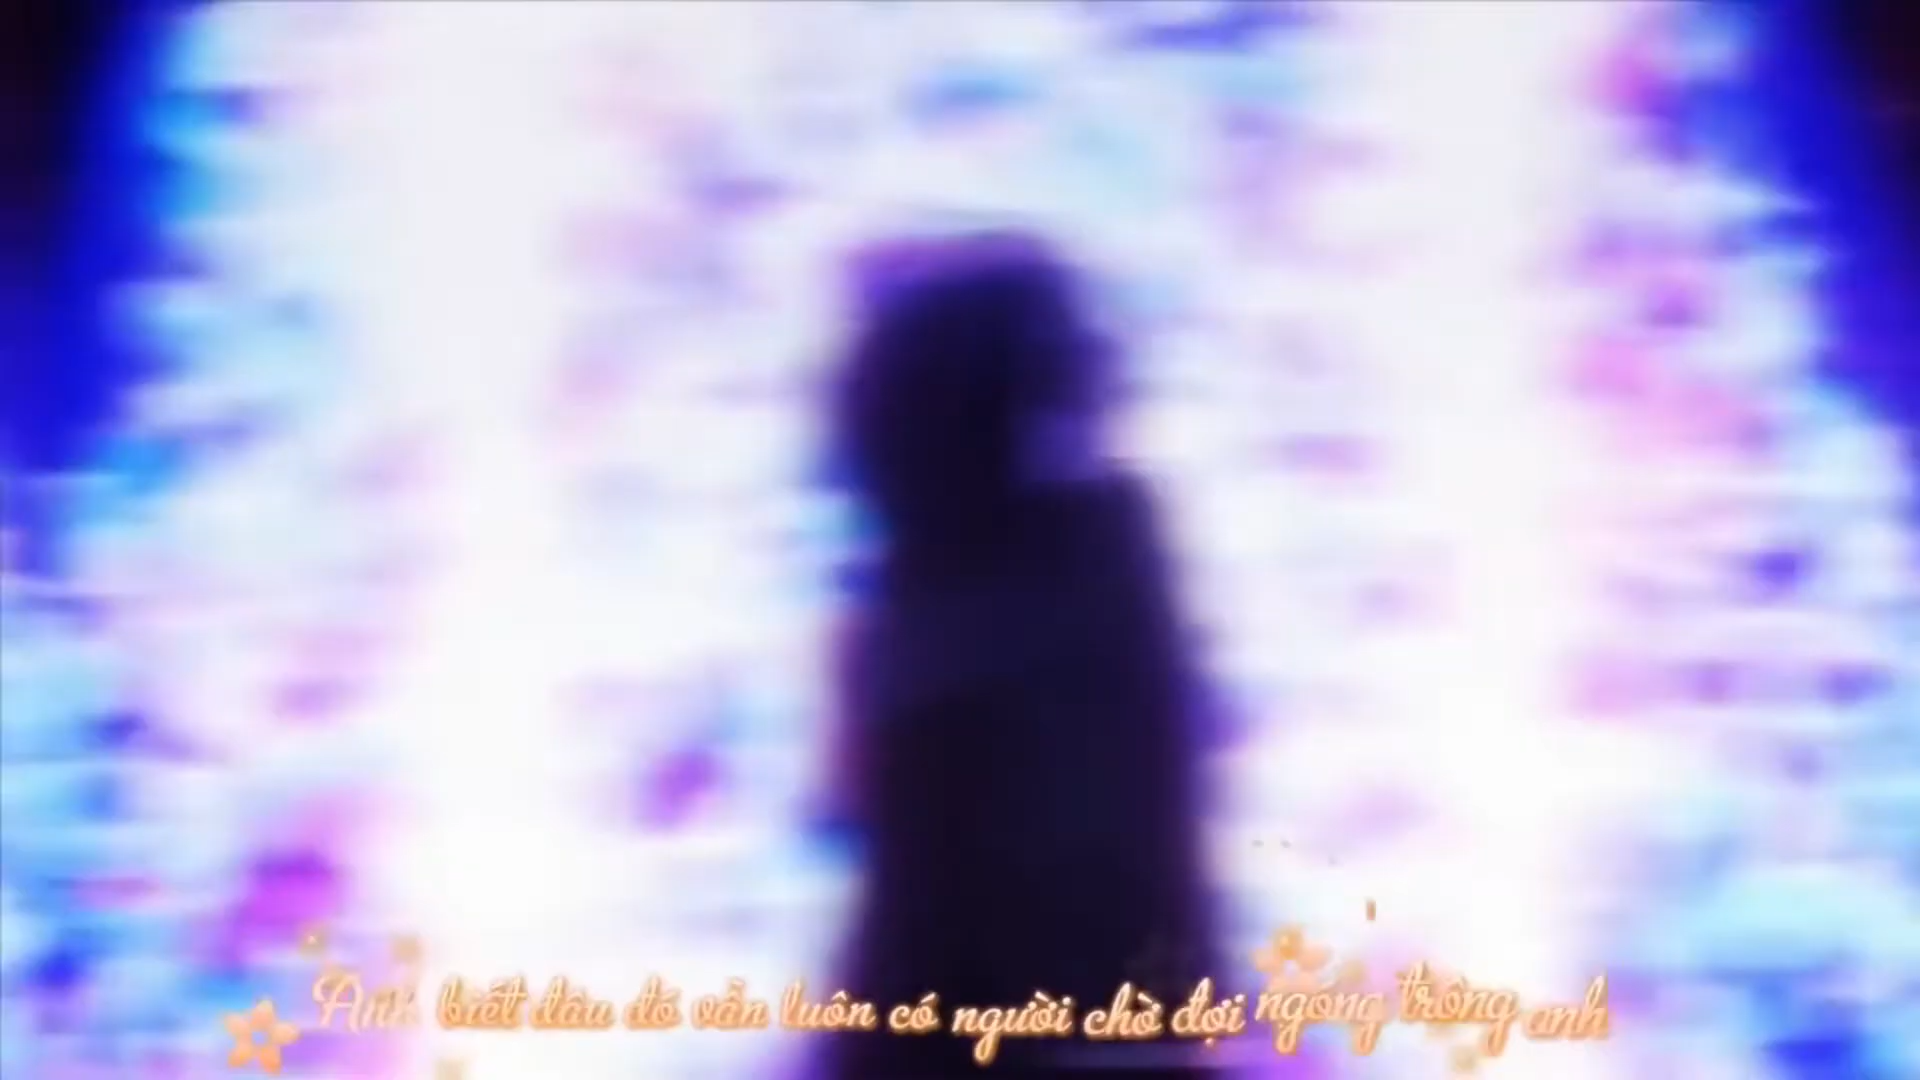 Anh biết đâu đó vẫn luôn có người chờ đợi ngóng trông anh